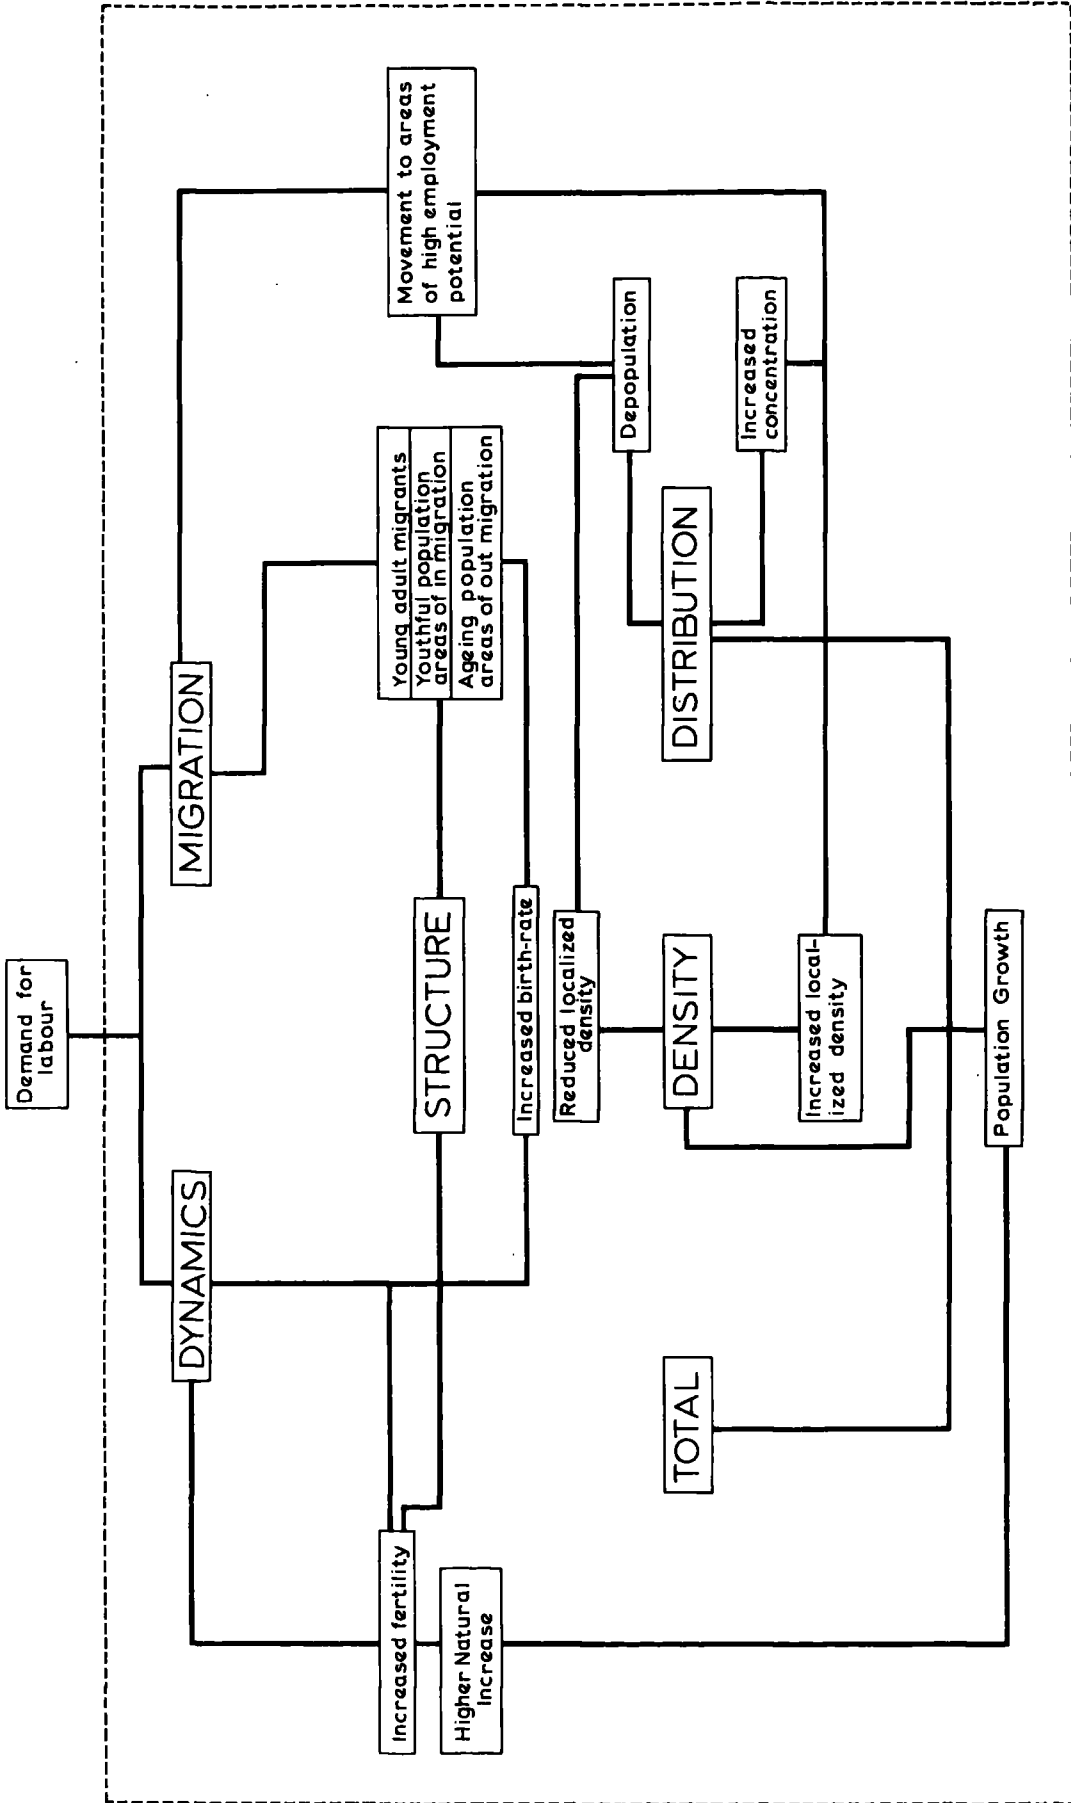 Demand for
labour
DYNAMICS
MIGRATION
Increased fertility
Higher Natural
Increase
STRUCTURE
Young adult migrants
Youthful population
areas of in migration
Ageing population
areas of out migration
Movement to areas
of high employment
potential
Increased birth-rate
Reduced localized
density
Depopulation
TOTAL
DENSITY
DISTRIBUTION
Increased
concentration
Increased local-
ized density
Population Growth